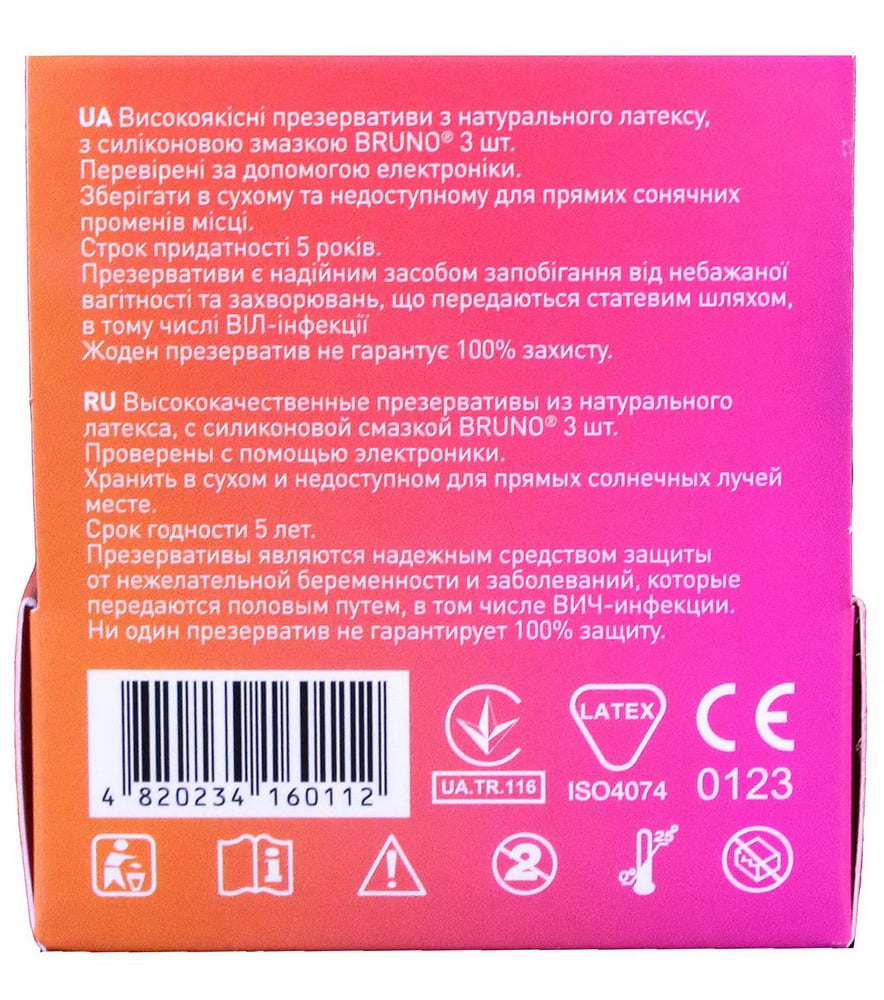 UA Високоякісні презервативи з натурального латексу,
з силіконовою змазкою BRUNO® 3 шт.
Перевірені за допомогою електроніки.
Зберігати в сухому та недоступному для прямих сонячних
променів місці.
Строк придатності 5 років.
Презервативи є надійним засобом запобігання від небажаної
вагітності та захворювань, що передаються статевим шляхом,
в тому числі ВІЛ-інфекції
Жоден презерватив не гарантує 100% захисту.
RU Высококачественные презервативы из натурального
латекса, с силиконовой смазкой BRUNO® 3 шт.
Проверены с помощью электроники.
Хранить в сухом и недоступном для прямых солнечных лучей
месте.
Срок годности 5 лет.
Презервативы являются надежным средством защиты
от нежелательной беременности и заболеваний, которые
передаются половым путем, в том числе ВИЧ-инфекции.
Ни один презерватив не гарантирует 100% защиту.
LATEX
CE
UA.TR.116
ISO4074
0123
4 820234 160112
i
!
2
0° 25°